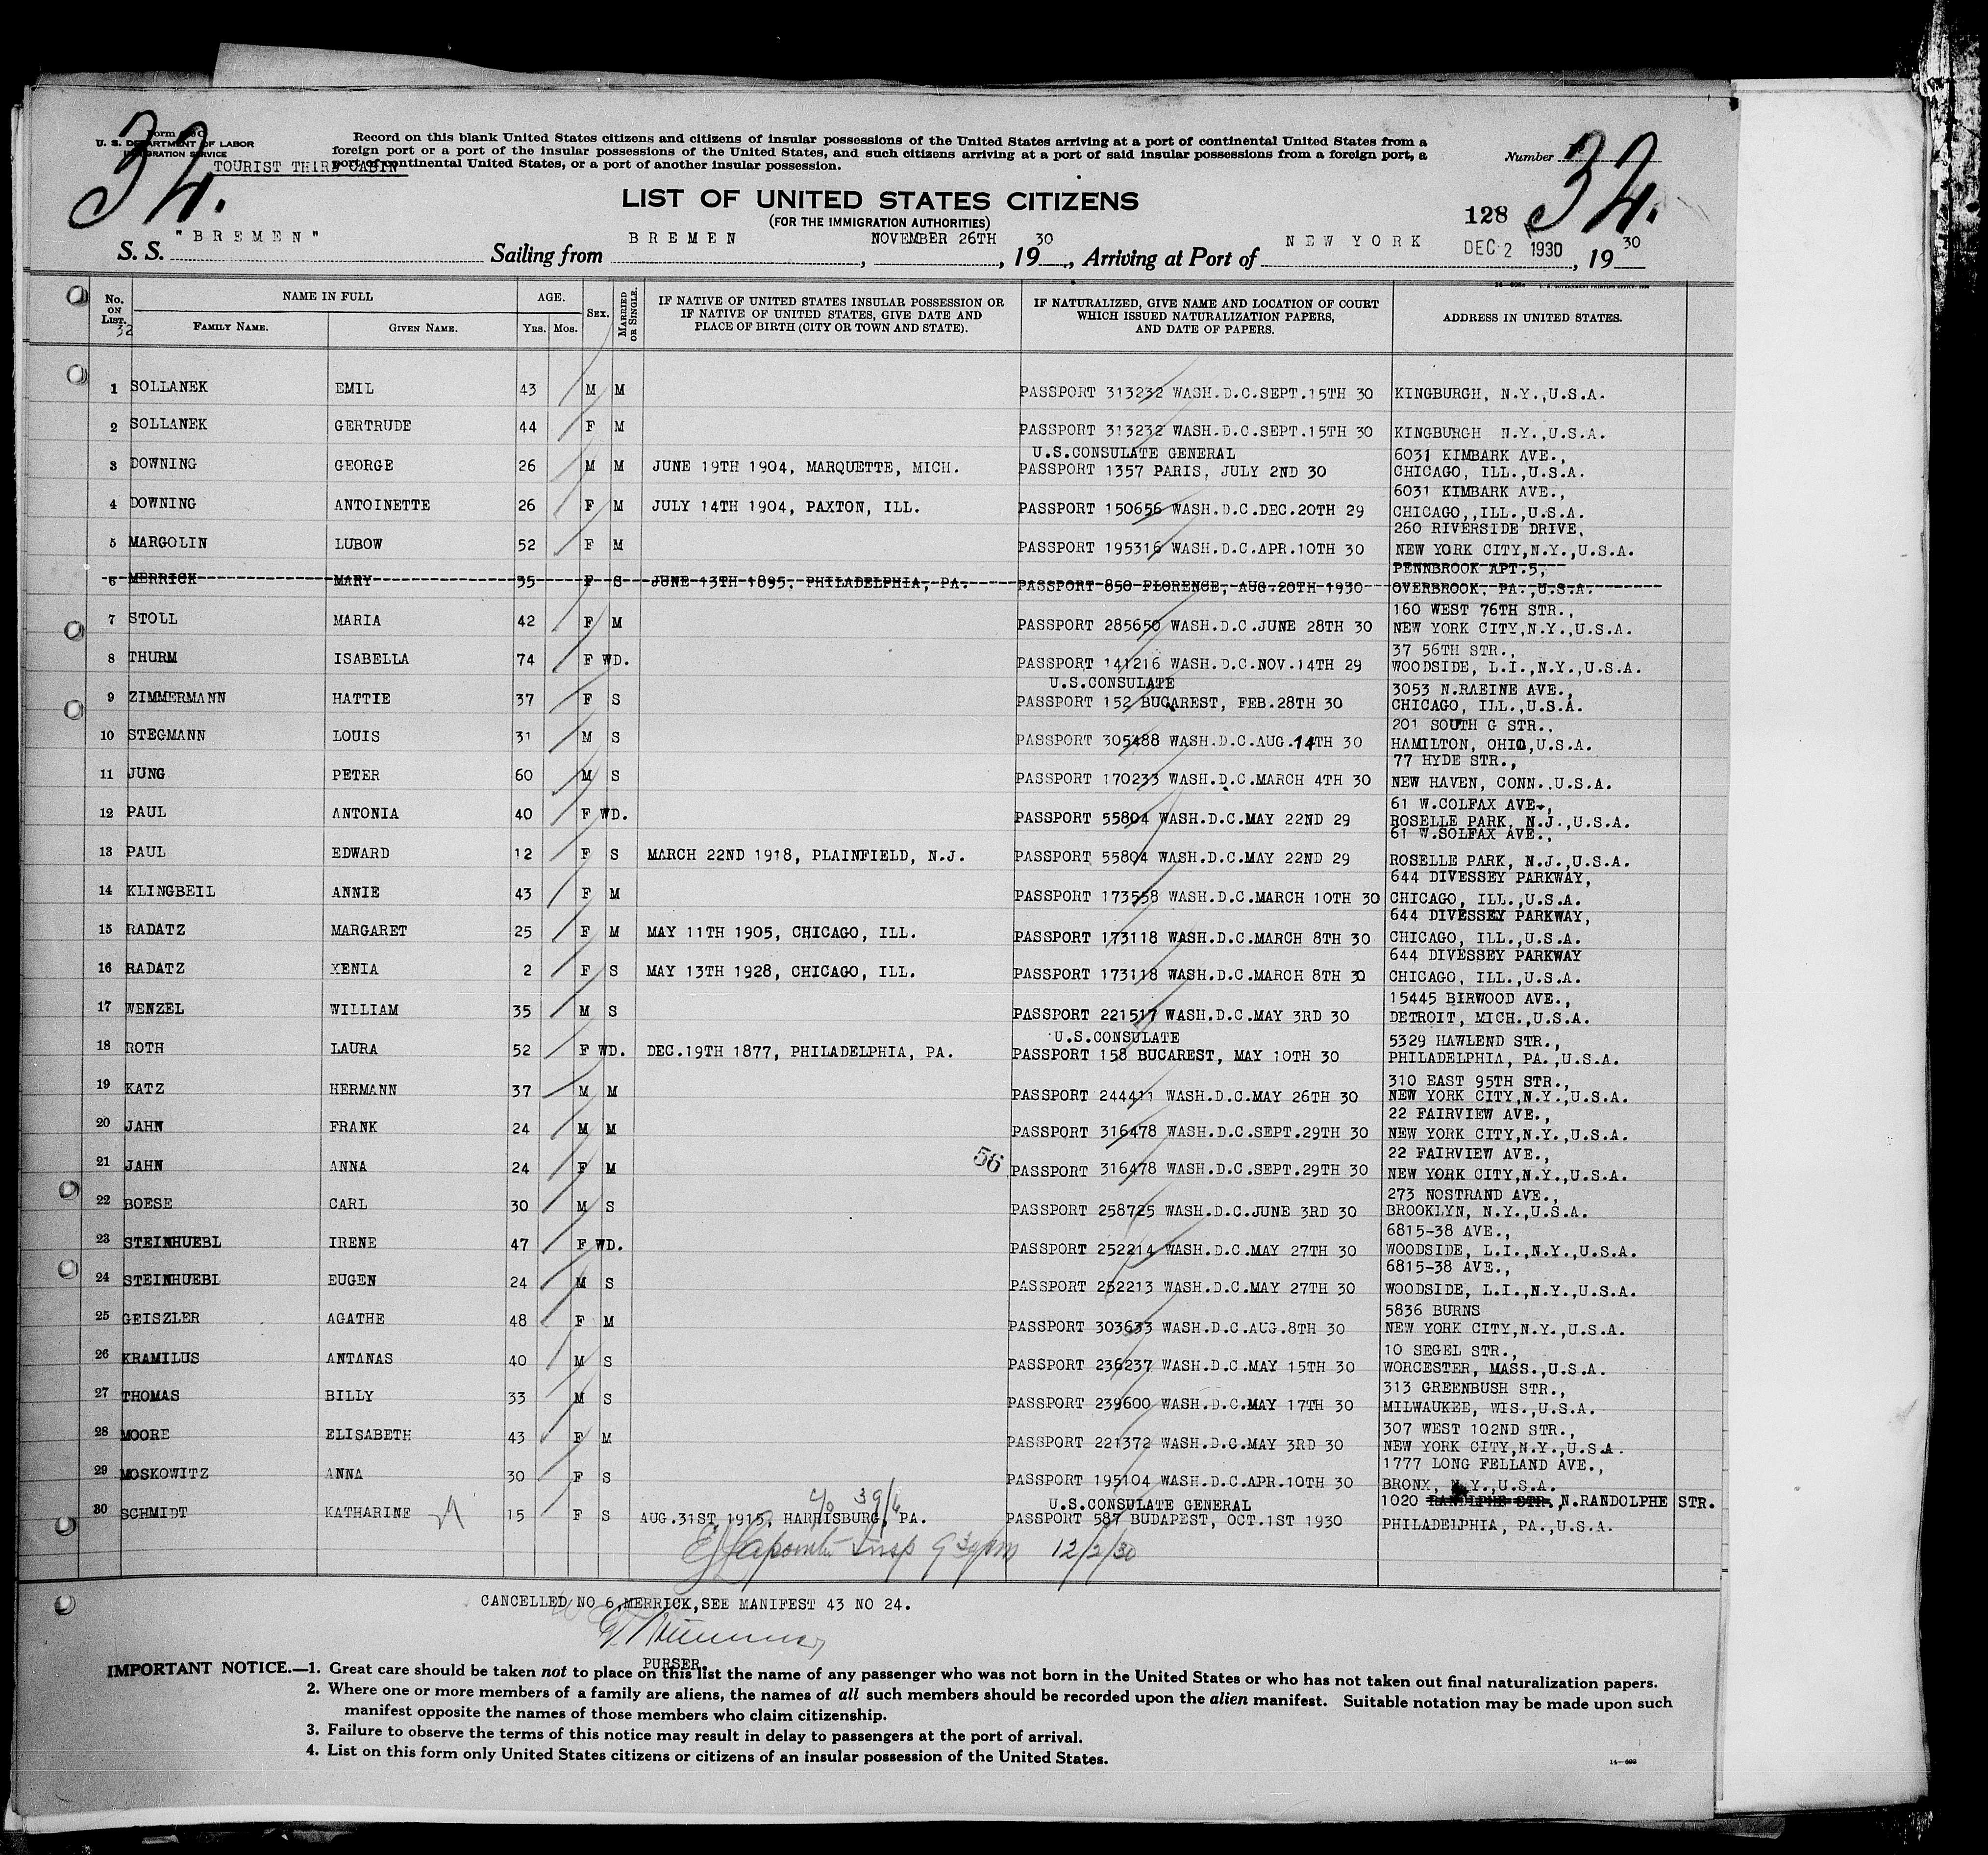 32.
Form 630 C
U. S. DEPARTMENT OF LABOR
IMMIGRATION SERVICE
TOURIST THIRD CABIN
Record on this blank United States citizens and citizens of insular possessions of the United States arriving at a port of continental United States from a
foreign port or a port of the insular possessions of the United States, and such citizens arriving at a port of said insular possessions from a foreign port, a
port of continental United States, or a port of another insular possession.
Number 32.
LIST OF UNITED STATES CITIZENS
(FOR THE IMMIGRATION AUTHORITIES)
128
S. S. "BREMEN" Sailing from BREMEN, NOVEMBER 26TH, 1930, Arriving at Port of NEW YORK DEC 2 1930, 1930
No. ON LIST. 32 NAME IN FULL FAMILY NAME. GIVEN NAME. AGE. YRS. MOS. SEX. MARRIED OR SINGLE. IF NATIVE OF UNITED STATES INSULAR POSSESSION OR IF NATIVE OF UNITED STATES, GIVE DATE AND PLACE OF BIRTH (CITY OR TOWN AND STATE). IF NATURALIZED, GIVE NAME AND LOCATION OF COURT WHICH ISSUED NATURALIZATION PAPERS, AND DATE OF PAPERS. ADDRESS IN UNITED STATES.
1 SOLLANEK EMIL 43 M M PASSPORT 313232 WASH.D.C.SEPT.15TH 30 KINGBURGH, N.Y.,U.S.A.
2 SOLLANEK GERTRUDE 44 F M PASSPORT 313232 WASH.D.C.SEPT.15TH 30 KINGBURGH N.Y.,U.S.A.
U.S.CONSULATE GENERAL 6031 KIMBARK AVE.,
3 DOWNING GEORGE 26 M M JUNE 19TH 1904, MARQUETTE, MICH. PASSPORT 1357 PARIS, JULY 2ND 30 CHICAGO, ILL.,U.S.A.
6031 KIMBARK AVE.,
4 DOWNING ANTOINETTE 26 F M JULY 14TH 1904, PAXTON, ILL. PASSPORT 150656 WASH.D.C.DEC.20TH 29 CHICAGO,,ILL.,U.S.A.
260 RIVERSIDE DRIVE,
5 MARGOLIN LUBOW 52 F M PASSPORT 195316 WASH.D.C.APR.10TH 30 NEW YORK CITY,N.Y.,U.S.A.
PENNBROOK APT.5,
6 MERRICK MARY 35 F S JUNE 13TH 1895, PHILADELPHIA, PA. PASSPORT 850 FLORENCE, AUG.20TH 1930 OVERBROOK, PA.,U.S.A.
160 WEST 76TH STR.,
7 STOLL MARIA 42 F M PASSPORT 285650 WASH.D.C.JUNE 28TH 30 NEW YORK CITY,N.Y.,U.S.A.
37 56TH STR.,
8 THURM ISABELLA 74 F WD. PASSPORT 141216 WASH.D.C.NOV.14TH 29 WOODSIDE, L.I.,N.Y.,U.S.A.
U.S.CONSULATE 3053 N.RAEINE AVE.,
9 ZIMMERMANN HATTIE 37 F S PASSPORT 152 BUCAREST, FEB.28TH 30 CHICAGO, ILL.,U.S.A.
201 SOUTH G STR.,
10 STEGMANN LOUIS 31 M S PASSPORT 305488 WASH.D.C.AUG.14TH 30 HAMILTON, OHIO,U.S.A.
77 HYDE STR.,
11 JUNG PETER 60 M S PASSPORT 170233 WASH.D.C.MARCH 4TH 30 NEW HAVEN, CONN.,U.S.A.
61 W.COLFAX AVE.,
12 PAUL ANTONIA 40 F WD. PASSPORT 55804 WASH.D.C.MAY 22ND 29 ROSELLE PARK, N.J.,U.S.A.
61 W.SOLFAX AVE.,
13 PAUL EDWARD 12 F S MARCH 22ND 1918, PLAINFIELD, N.J. PASSPORT 55804 WASH.D.C.MAY 22ND 29 ROSELLE PARK, N.J.,U.S.A.
644 DIVESSEY PARKWAY,
14 KLINGBEIL ANNIE 43 F M PASSPORT 173558 WASH.D.C.MARCH 10TH 30 CHICAGO, ILL.,U.S.A.
644 DIVESSEY PARKWAY,
15 RADATZ MARGARET 25 F M MAY 11TH 1905, CHICAGO, ILL. PASSPORT 173118 WASH.D.C.MARCH 8TH 30 CHICAGO, ILL.,U.S.A.
644 DIVESSEY PARKWAY
16 RADATZ XENIA 2 F S MAY 13TH 1928, CHICAGO, ILL. PASSPORT 173118 WASH.D.C.MARCH 8TH 30 CHICAGO, ILL.,U.S.A.
15445 BIRWOOD AVE.,
17 WENZEL WILLIAM 35 M S PASSPORT 221517 WASH.D.C.MAY 3RD 30 DETROIT, MICH.,U.S.A.
U.S.CONSULATE 5329 HAWLEND STR.,
18 ROTH LAURA 52 F WD. DEC.19TH 1877, PHILADELPHIA, PA. PASSPORT 158 BUCAREST, MAY 10TH 30 PHILADELPHIA, PA.,U.S.A.
310 EAST 95TH STR.,
19 KATZ HERMANN 37 M M PASSPORT 244411 WASH.D.C.MAY 26TH 30 NEW YORK CITY,N.Y.,U.S.A.
22 FAIRVIEW AVE.,
20 JAHN FRANK 24 M M PASSPORT 316478 WASH.D.C.SEPT.29TH 30 NEW YORK CITY,N.Y.,U.S.A.
22 FAIRVIEW AVE.,
21 JAHN ANNA 24 F M 56 PASSPORT 316478 WASH.D.C.SEPT.29TH 30 NEW YORK CITY,N.Y.,U.S.A.
273 NOSTRAND AVE.,
22 BOESE CARL 30 M S PASSPORT 258725 WASH.D.C.JUNE 3RD 30 BROOKLYN, N.Y.,U.S.A.
6815-38 AVE.,
23 STEINHUEBL IRENE 47 F WD. PASSPORT 252214 WASH.D.C.MAY 27TH 30 WOODSIDE, L.I.,N.Y.,U.S.A.
6815-38 AVE.,
24 STEINHUEBL EUGEN 24 M S PASSPORT 252213 WASH.D.C.MAY 27TH 30 WOODSIDE, L.I.,N.Y.,U.S.A.
5836 BURNS
25 GEISZLER AGATHE 48 F M PASSPORT 303633 WASH.D.C.AUG.8TH 30 NEW YORK CITY,N.Y.,U.S.A.
10 SEGEL STR.,
26 KRAMILUS ANTANAS 40 M S PASSPORT 236237 WASH.D.C.MAY 15TH 30 WORCESTER, MASS.,U.S.A.
313 GREENBUSH STR.,
27 THOMAS BILLY 33 M S PASSPORT 239600 WASH.D.C.MAY 17TH 30 MILWAUKEE, WIS.,U.S.A.
307 WEST 102ND STR.,
28 MOORE ELISABETH 43 F M PASSPORT 221372 WASH.D.C.MAY 3RD 30 NEW YORK CITY,N.Y.,U.S.A.
1777 LONG FELLAND AVE.,
29 MOSKOWITZ ANNA 30 F S PASSPORT 195104 WASH.D.C.APR.10TH 30 BRONX, N.Y.,U.S.A.
U.S.CONSULATE GENERAL 1020 RANDOLPHE STR., N.RANDOLPHE STR.
30 SCHMIDT KATHARINE 15 F S AUG.31ST 1915, HARRISBURG, PA. PASSPORT 587 BUDAPEST, OCT.1ST 1930 PHILADELPHIA, PA.,U.S.A.
Insp 9 30 pm 12/2/30
CANCELLED NO 6,MERRICK,SEE MANIFEST 43 NO 24.
PURSER.
IMPORTANT NOTICE.—1. Great care should be taken not to place on this list the name of any passenger who was not born in the United States or who has not taken out final naturalization papers.
2. Where one or more members of a family are aliens, the names of all such members should be recorded upon the alien manifest. Suitable notation may be made upon such
manifest opposite the names of those members who claim citizenship.
3. Failure to observe the terms of this notice may result in delay to passengers at the port of arrival.
4. List on this form only United States citizens or citizens of an insular possession of the United States.